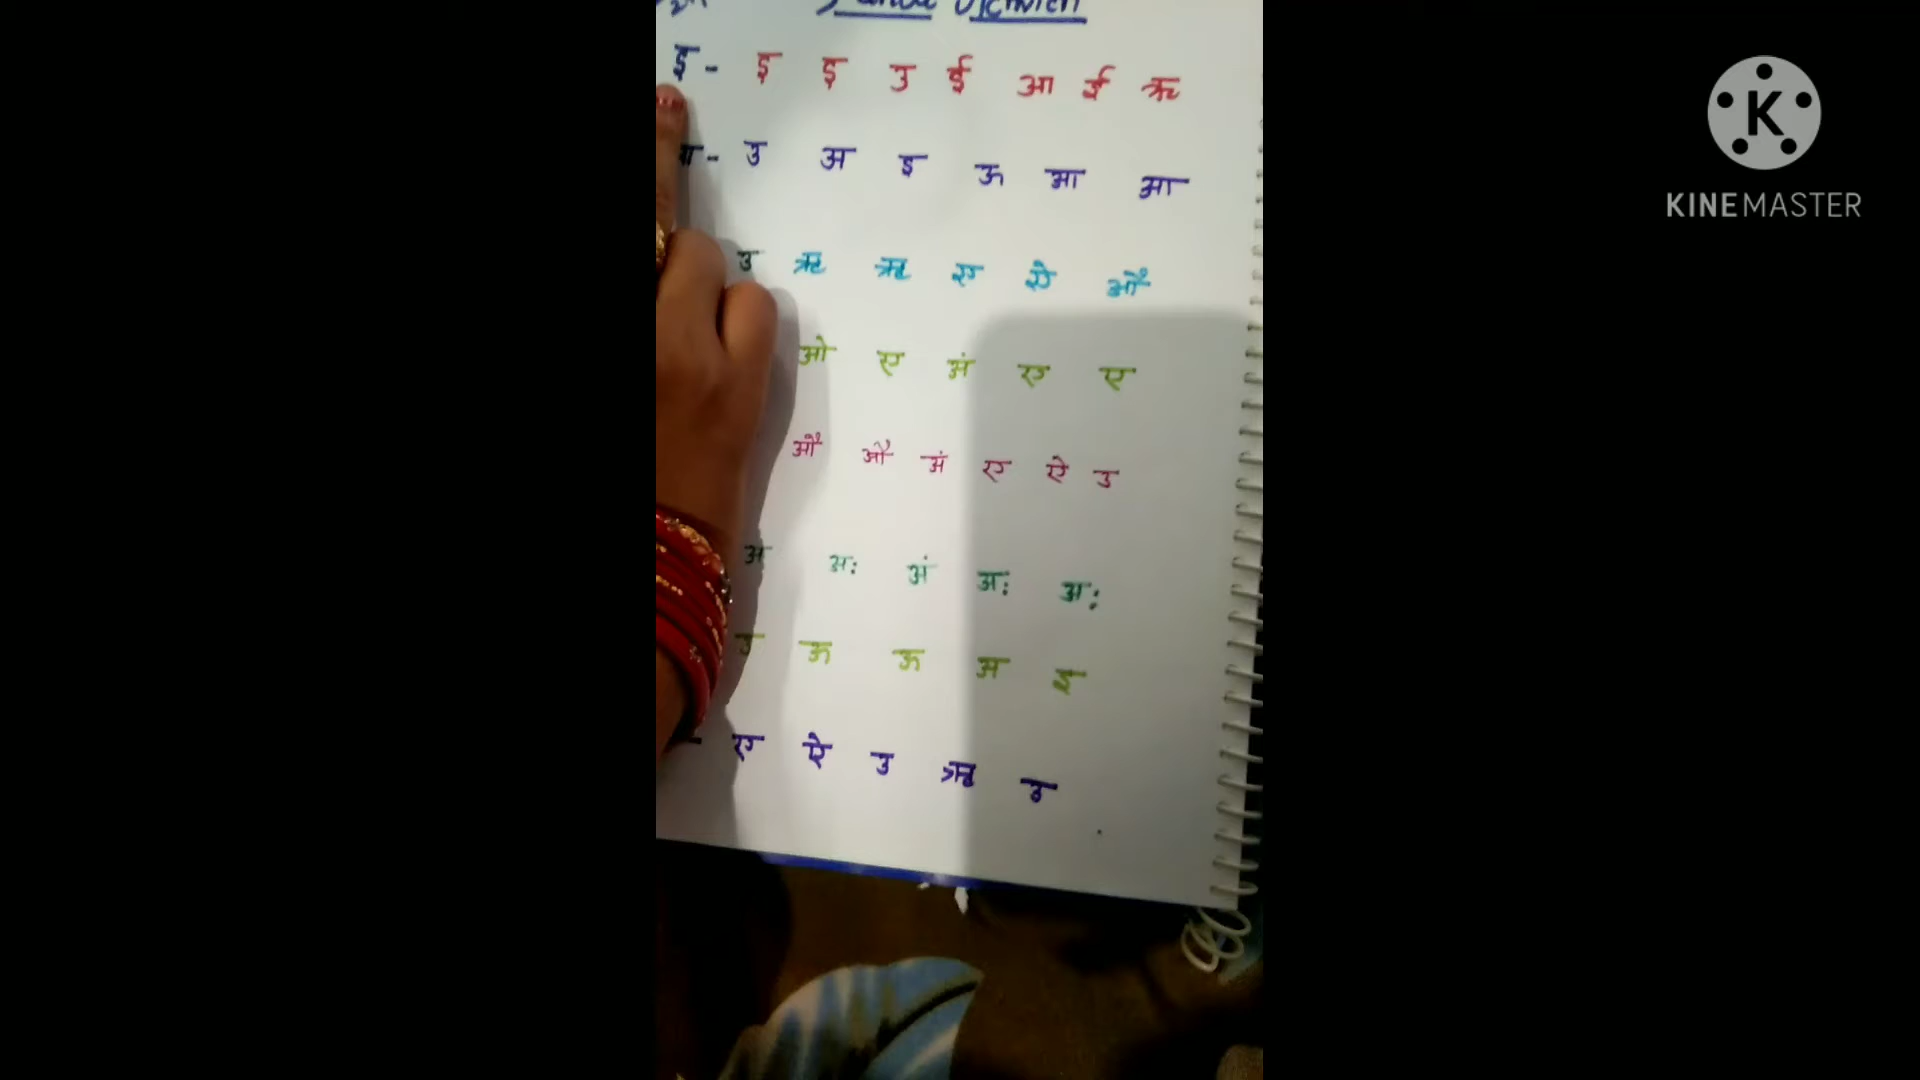 इ - इ इ उ ई आ ई ऋ
- उ अ इ ऊ आ आ
उ ऋ ऋ ए ऐ औ
ओ ए अं ए ए
औ औ अं ए ऐ उ
अ अः अं अः अः
उ ऊ ऊ अ
- ए ऐ उ ऋ उ
K
KINEMASTER